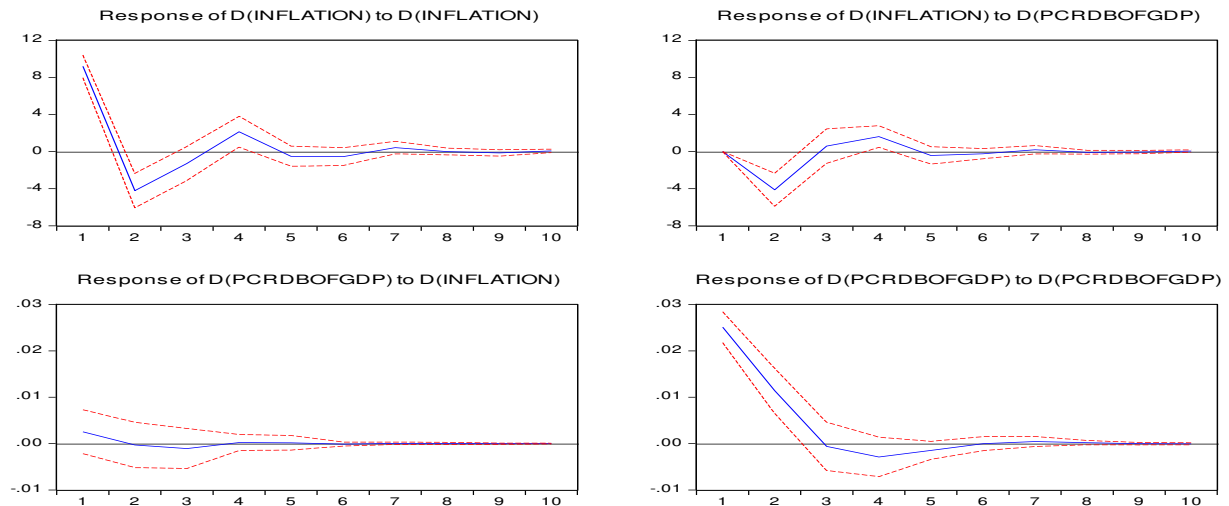 Response of D(INFLATION) to D(INFLATION)
12
8
4
0
-4
-8
1 2 3 4 5 6 7 8 9 10
Response of D(INFLATION) to D(PCRDBOFGDP)
12
8
4
0
-4
-8
1 2 3 4 5 6 7 8 9 10
Response of D(PCRDBOFGDP) to D(INFLATION)
.03
.02
.01
.00
-.01
1 2 3 4 5 6 7 8 9 10
Response of D(PCRDBOFGDP) to D(PCRDBOFGDP)
.03
.02
.01
.00
-.01
1 2 3 4 5 6 7 8 9 10